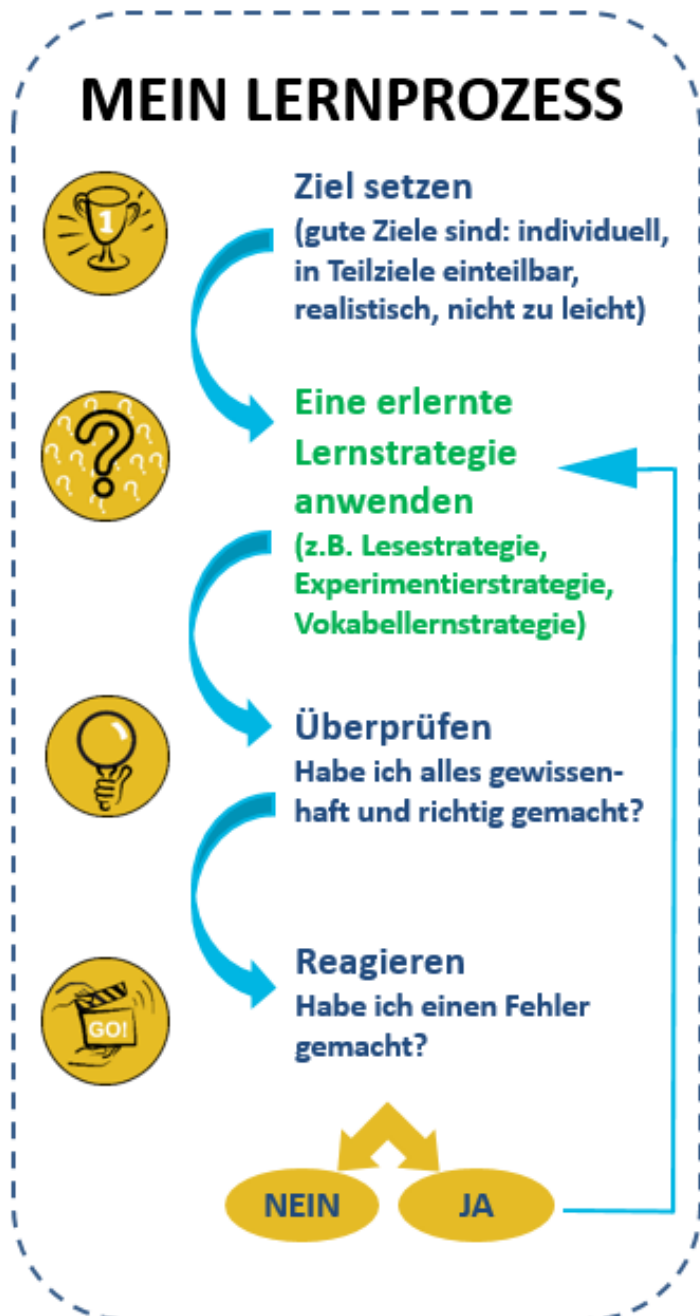 MEIN LERNPROZESS
1
Ziel setzen
(gute Ziele sind: individuell,
in Teilziele einteilbar,
realistisch, nicht zu leicht)
?
Eine erlernte
Lernstrategie
anwenden
(z.B. Lesestrategie,
Experimentierstrategie,
Vokabellernstrategie)
Überprüfen
Habe ich alles gewissen-
haft und richtig gemacht?
GO!
Reagieren
Habe ich einen Fehler
gemacht?
NEIN
JA